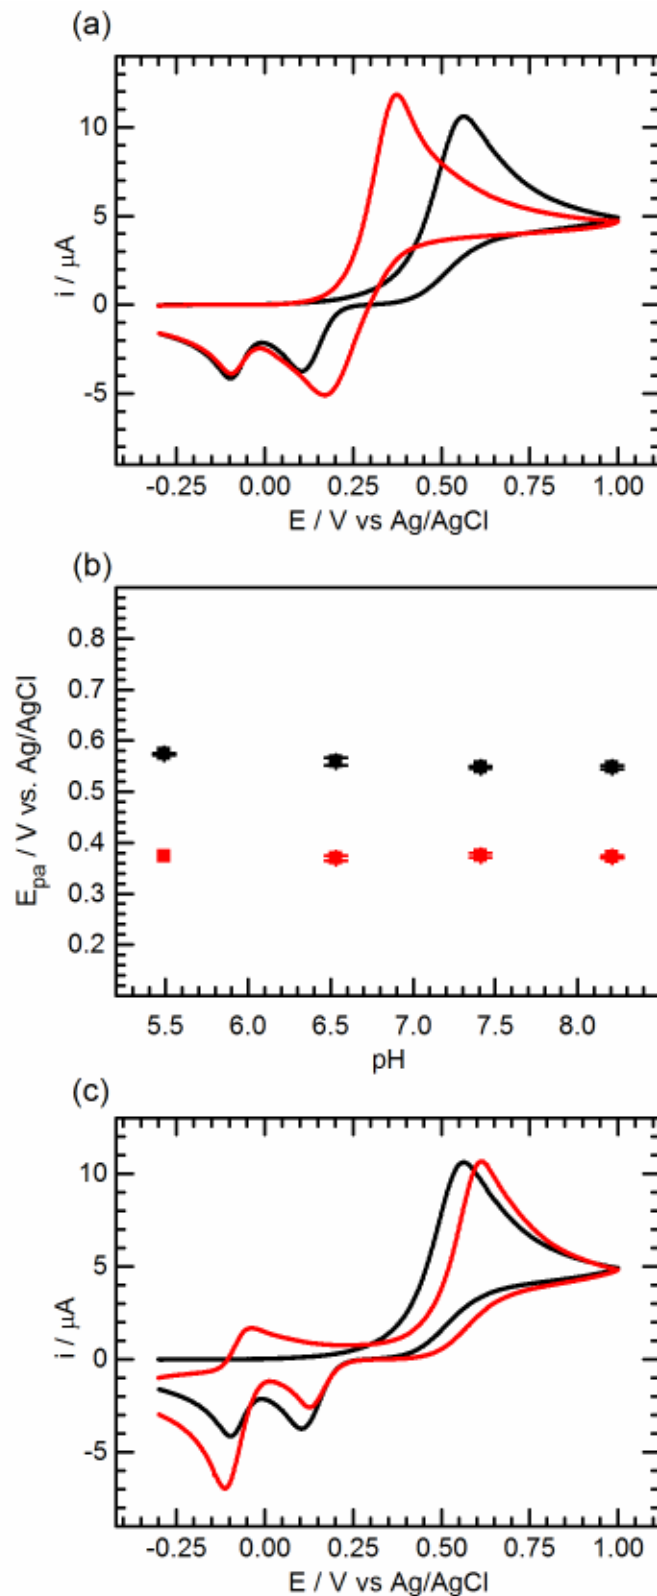 (a)
10
5
0
-5
i / μA
-0.25 0.00 0.25 0.50 0.75 1.00
E / V vs Ag/AgCl
(b)
0.8
0.7
0.6
0.5
0.4
0.3
0.2
E_pa / V vs. Ag/AgCl
5.5 6.0 6.5 7.0 7.5 8.0
pH
(c)
10
5
0
-5
i / μA
-0.25 0.00 0.25 0.50 0.75 1.00
E / V vs Ag/AgCl